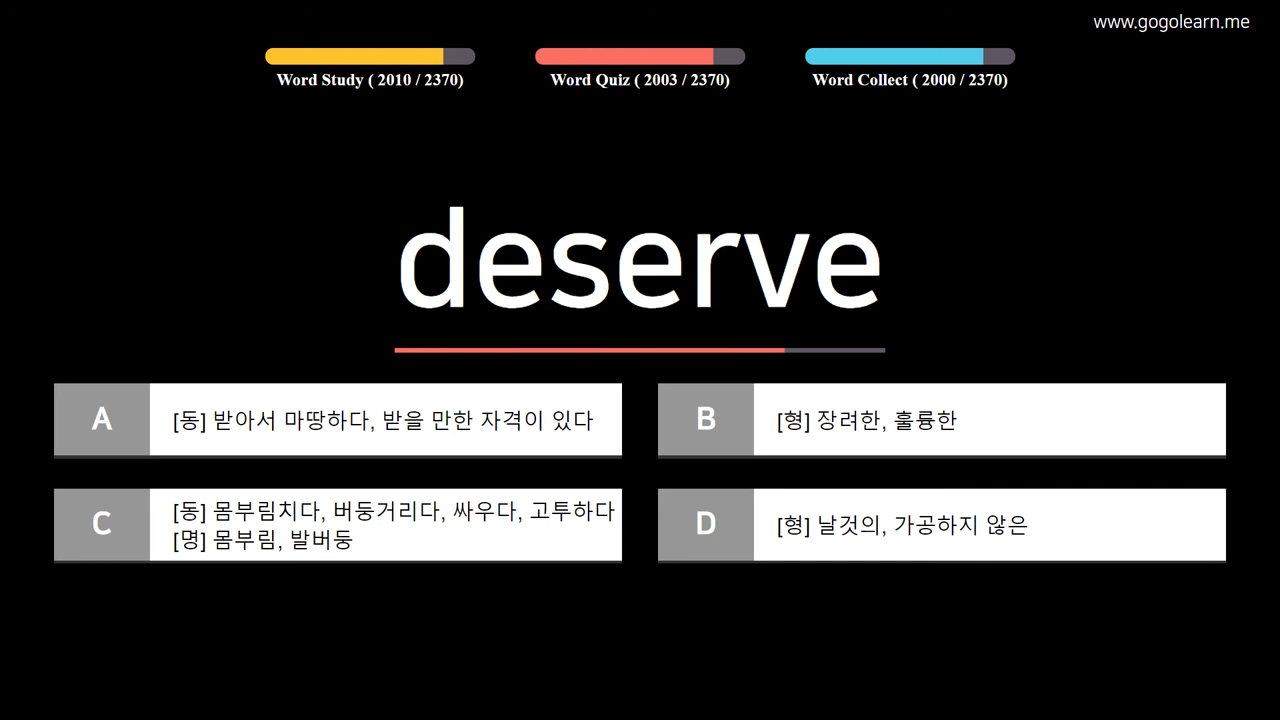 www.gogolearn.me
Word Study ( 2010 / 2370)
Word Quiz ( 2003 / 2370)
Word Collect ( 2000 / 2370)
deserve
A
[동] 받아서 마땅하다, 받을 만한 자격이 있다
B
[형] 장려한, 훌륭한
C
[동] 몸부림치다, 버둥거리다, 싸우다, 고투하다
[명] 몸부림, 발버둥
D
[형] 날것의, 가공하지 않은